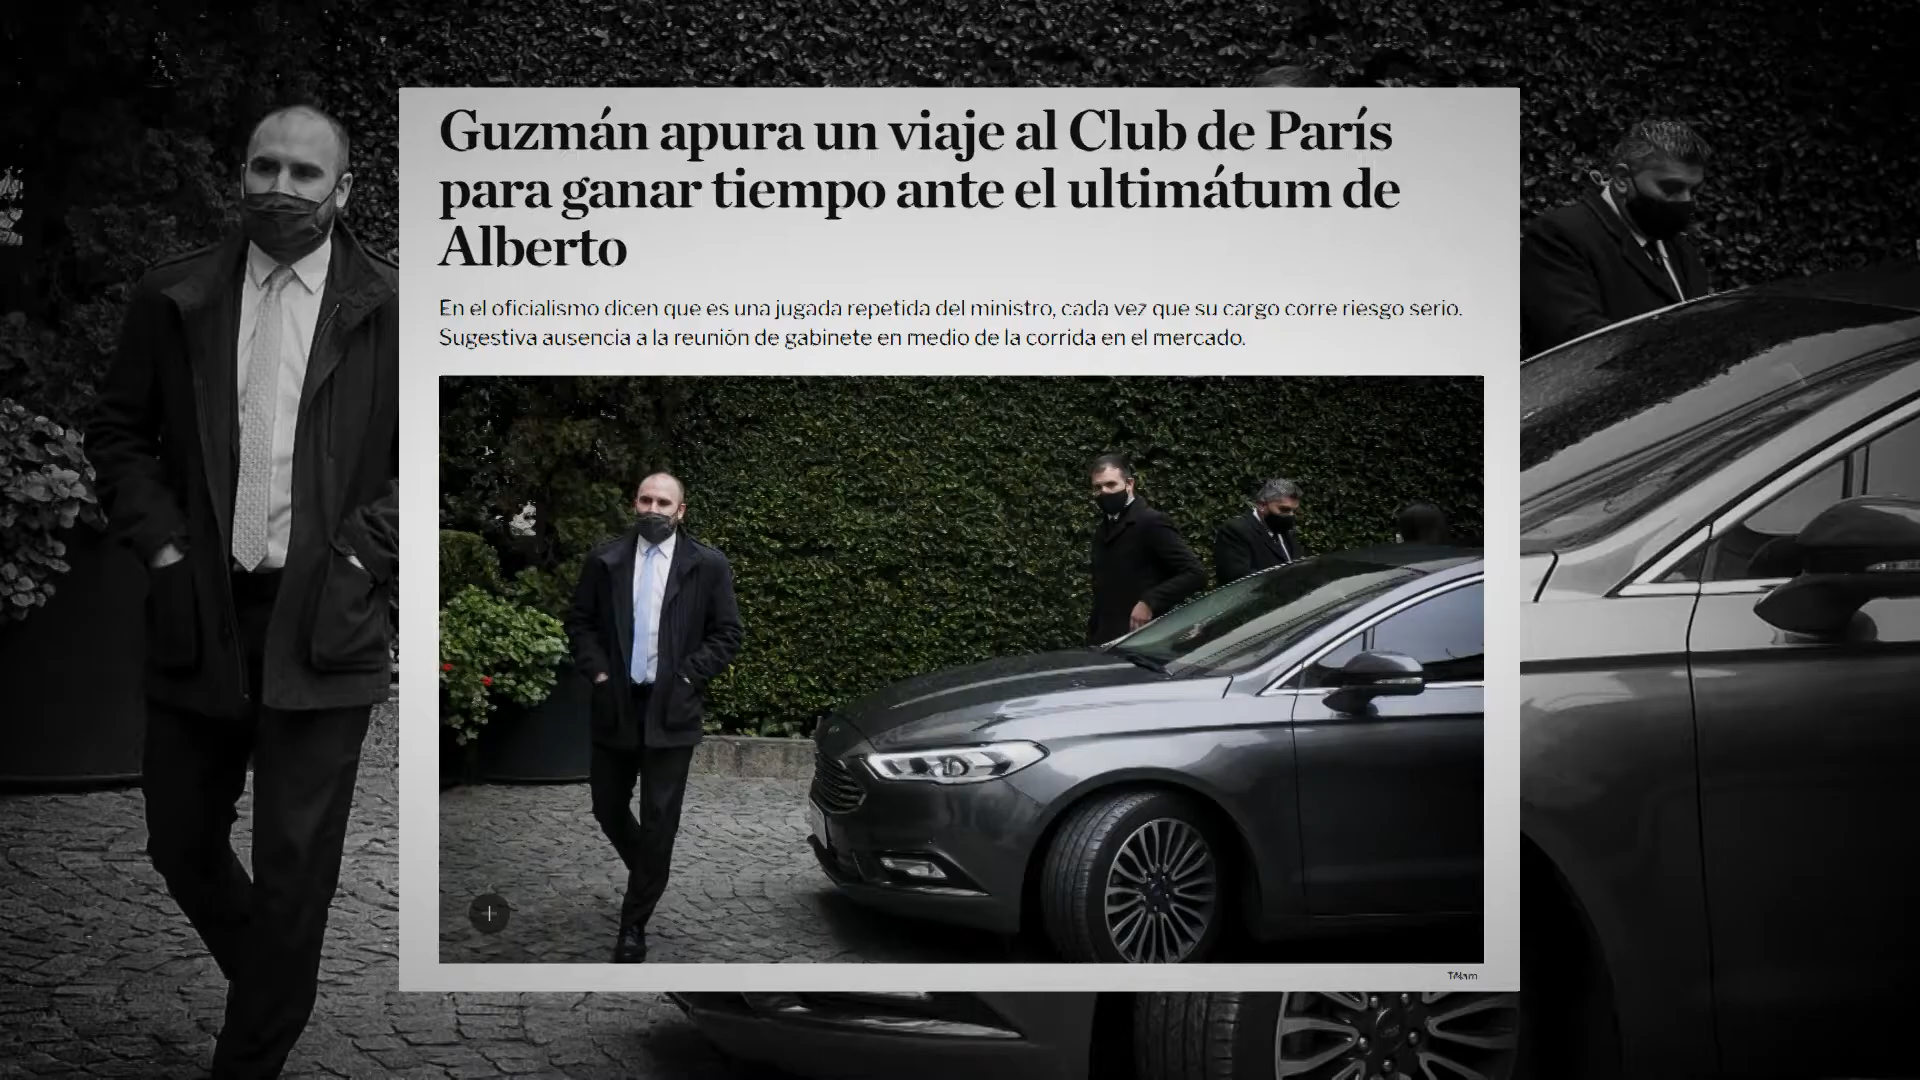 Guzmán apura un viaje al Club de París
para ganar tiempo ante el ultimátum de
Alberto
En el oficialismo dicen que es una jugada repetida del ministro, cada vez que su cargo corre riesgo serio.
Sugestiva ausencia a la reunión de gabinete en medio de la corrida en el mercado.